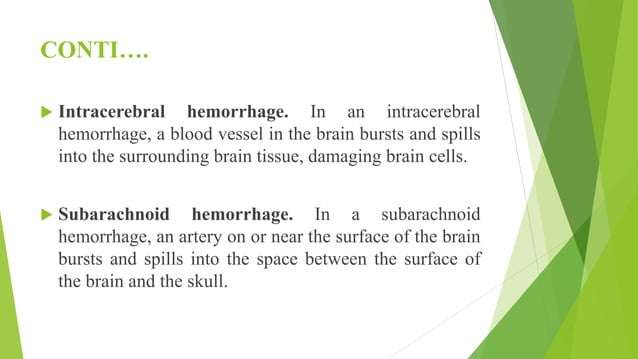 CONTI….
Intracerebral hemorrhage. In an intracerebral
hemorrhage, a blood vessel in the brain bursts and spills
into the surrounding brain tissue, damaging brain cells.
Subarachnoid hemorrhage. In a subarachnoid
hemorrhage, an artery on or near the surface of the brain
bursts and spills into the space between the surface of
the brain and the skull.